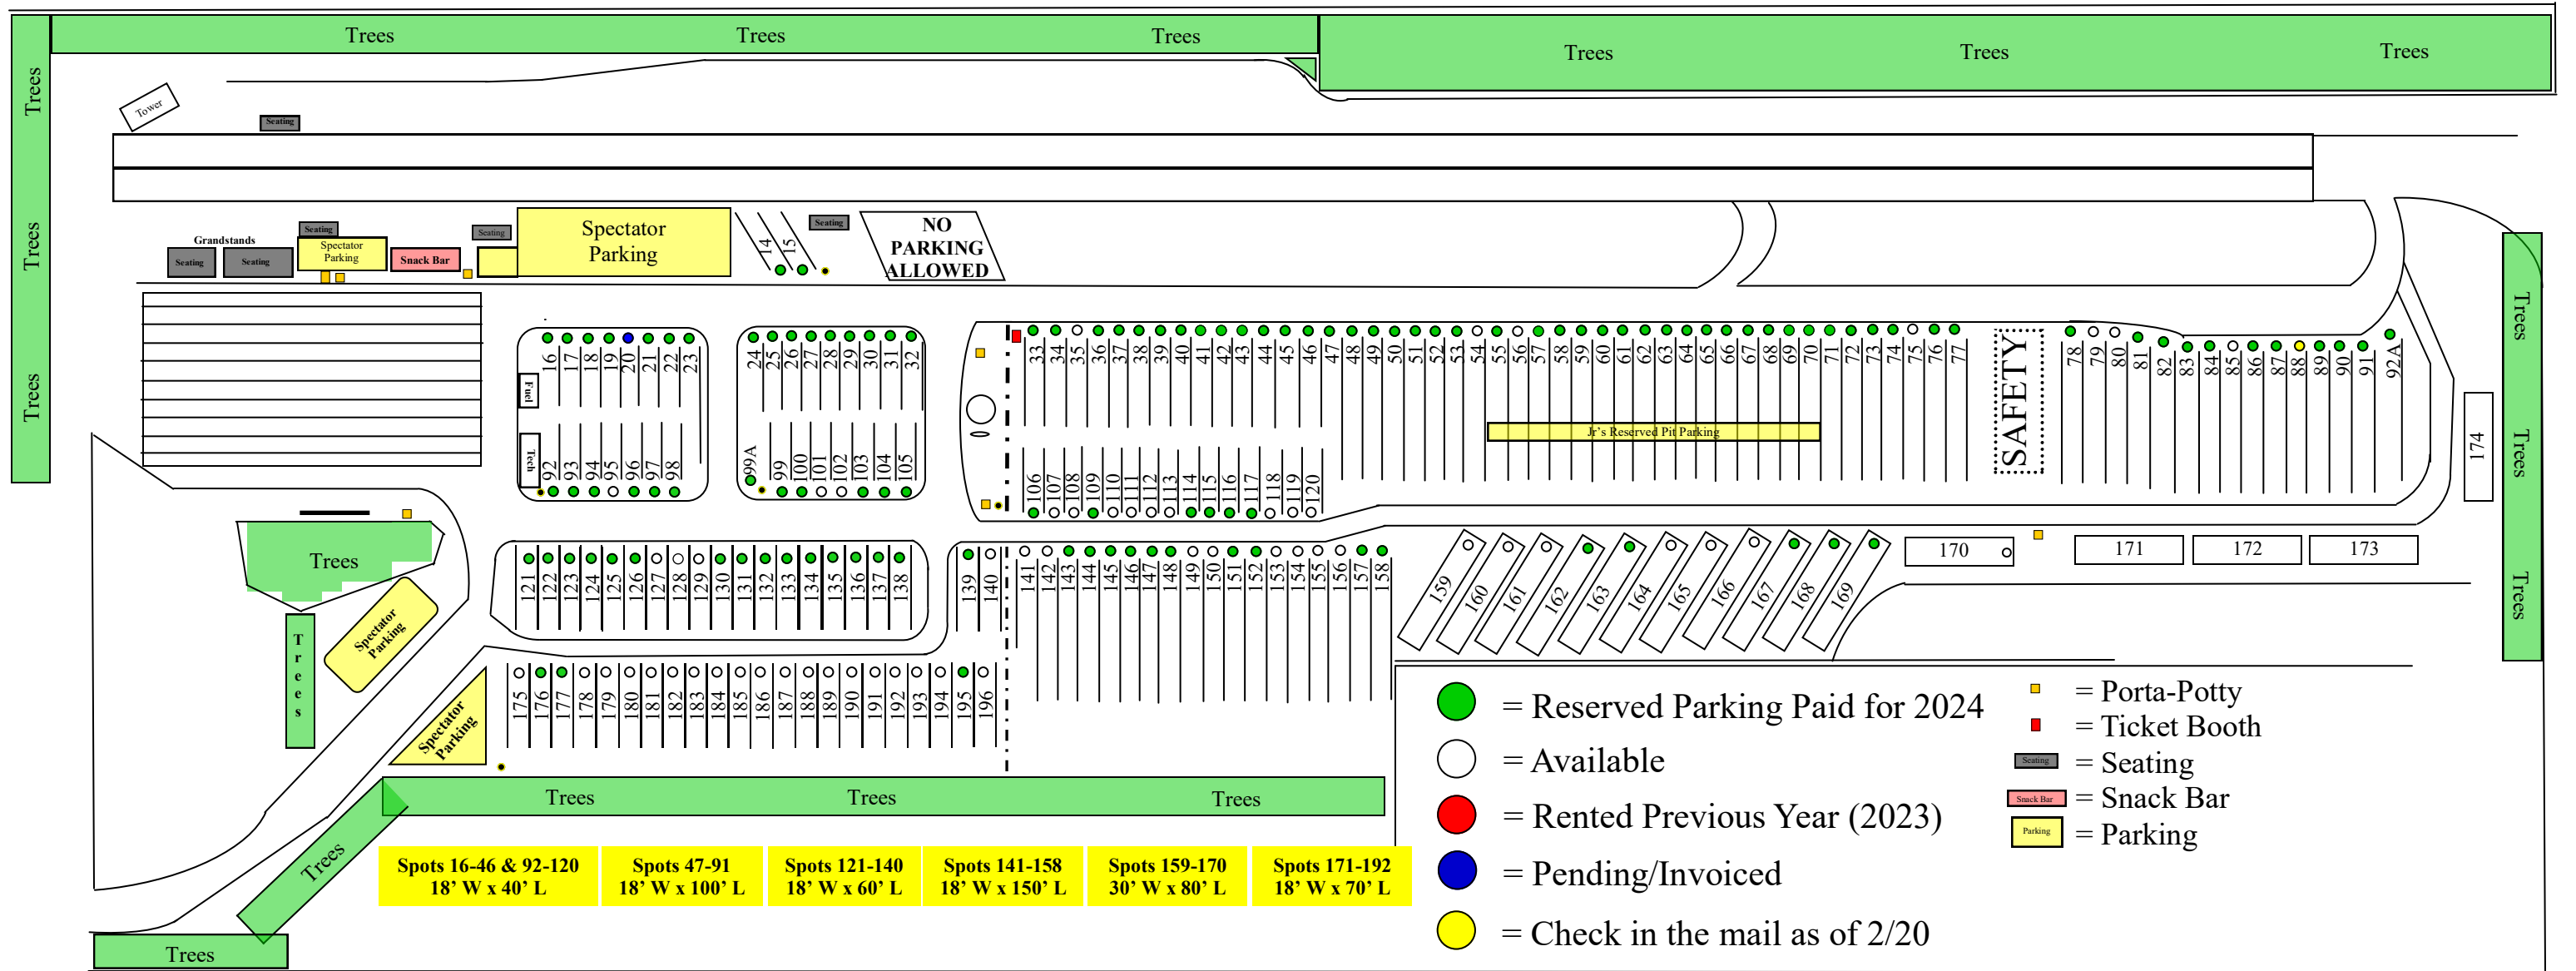 Trees Trees Trees
Trees Trees Trees
Trees
Trees
Trees
Tower
Seating
Grandstands
Seating
Seating
Seating
Spectator
Parking
Snack Bar
Seating
Spectator
Parking
14
15
Seating
NO
PARKING
ALLOWED
16 17 18 19 20 21 22 23
Fuel
Tech
92 93 94 95 96 97 98
24 25 26 27 28 29 30 31 32
99A 99 100 101 102 103 104 105
33 34 35 36 37 38 39 40 41 42 43 44 45 46 47 48 49 50 51 52 53 54 55 56 57 58 59 60 61 62 63 64 65 66 67 68 69 70 71 72 73 74 75 76 77
Jr's Reserved Pit Parking
SAFETY
78 79 80 81 82 83 84 85 86 87 88 89 90 91 92A
106 107 108 109 110 111 112 113 114 115 116 117 118 119 120
174
Trees
Trees
Trees
Trees
Trees
Spectator
Parking
121 122 123 124 125 126 127 128 129 130 131 132 133 134 135 136 137 138
139 140
141 142 143 144 145 146 147 148 149 150 151 152 153 154 155 156 157 158
159 160 161 162 163 164 165 166 167 168 169
170
171
172
173
Spectator
Parking
175 176 177 178 179 180 181 182 183 184 185 186 187 188 189 190 191 192 193 194 195 196
Trees Trees Trees
Trees
Trees
Spots 16-46 & 92-120
18' W x 40' L
Spots 47-91
18' W x 100' L
Spots 121-140
18' W x 60' L
Spots 141-158
18' W x 150' L
Spots 159-170
30' W x 80' L
Spots 171-192
18' W x 70' L
= Reserved Parking Paid for 2024
= Available
= Rented Previous Year (2023)
= Pending/Invoiced
= Check in the mail as of 2/20
= Porta-Potty
= Ticket Booth
Seating = Seating
Snack Bar = Snack Bar
Parking = Parking